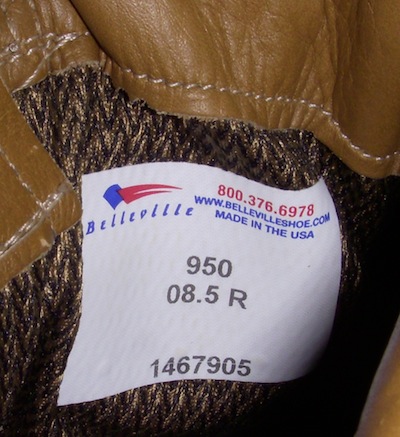 Belleville
800.376.6978
WWW.BELLEVILLESHOE.COM
MADE IN THE USA
950
08.5 R
1467905